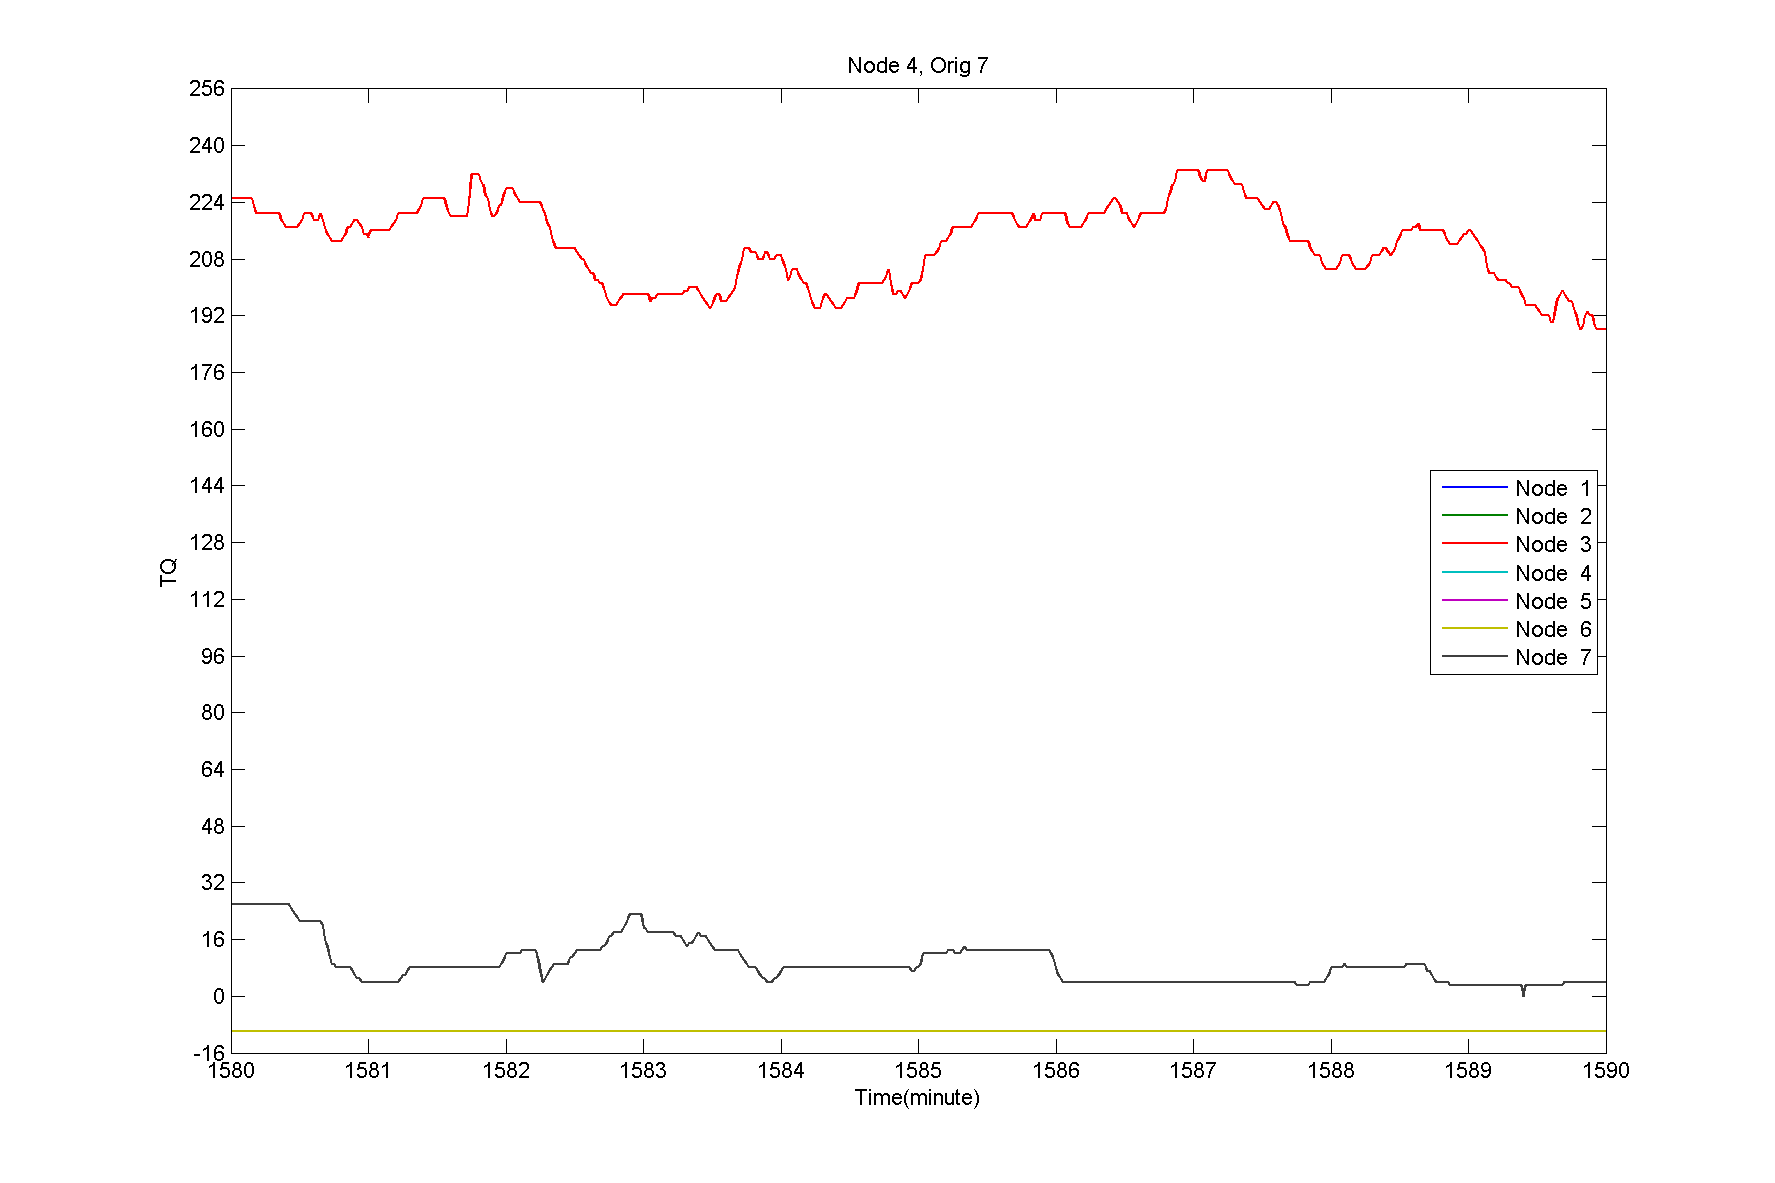 Node 4, Orig 7
256
240
224
208
192
176
160
144
128
112
96
80
64
48
32
16
0
-16
TQ
Node 1
Node 2
Node 3
Node 4
Node 5
Node 6
Node 7
1580 1581 1582 1583 1584 1585 1586 1587 1588 1589 1590
Time(minute)